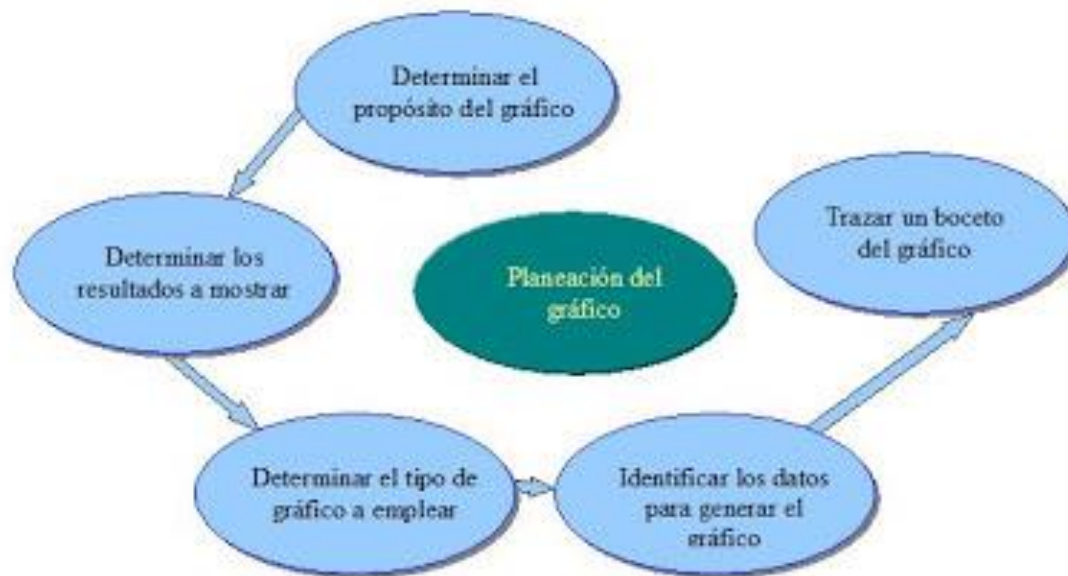 Determinar el
propósito del gráfico
Determinar los
resultados a mostrar
Determinar el tipo de
gráfico a emplear
Identificar los datos
para generar el
gráfico
Trazar un boceto
del gráfico
Planeación del
gráfico